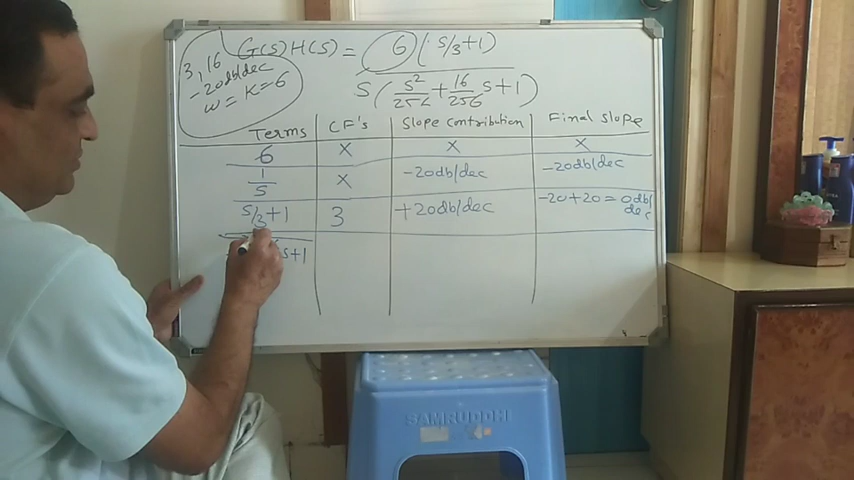 G(s)H(s) = 6 (s/3+1)
s( s²/256 + 16/256 s+1)
3, 16
-20db/dec
w = K = 6
Terms CF's Slope contribution Final slope
6 X X X
1/s X -20db/dec -20db/dec
s/3+1 3 +20db/dec -20+20 = 0db/dec
s+1
SAMRUDDHI